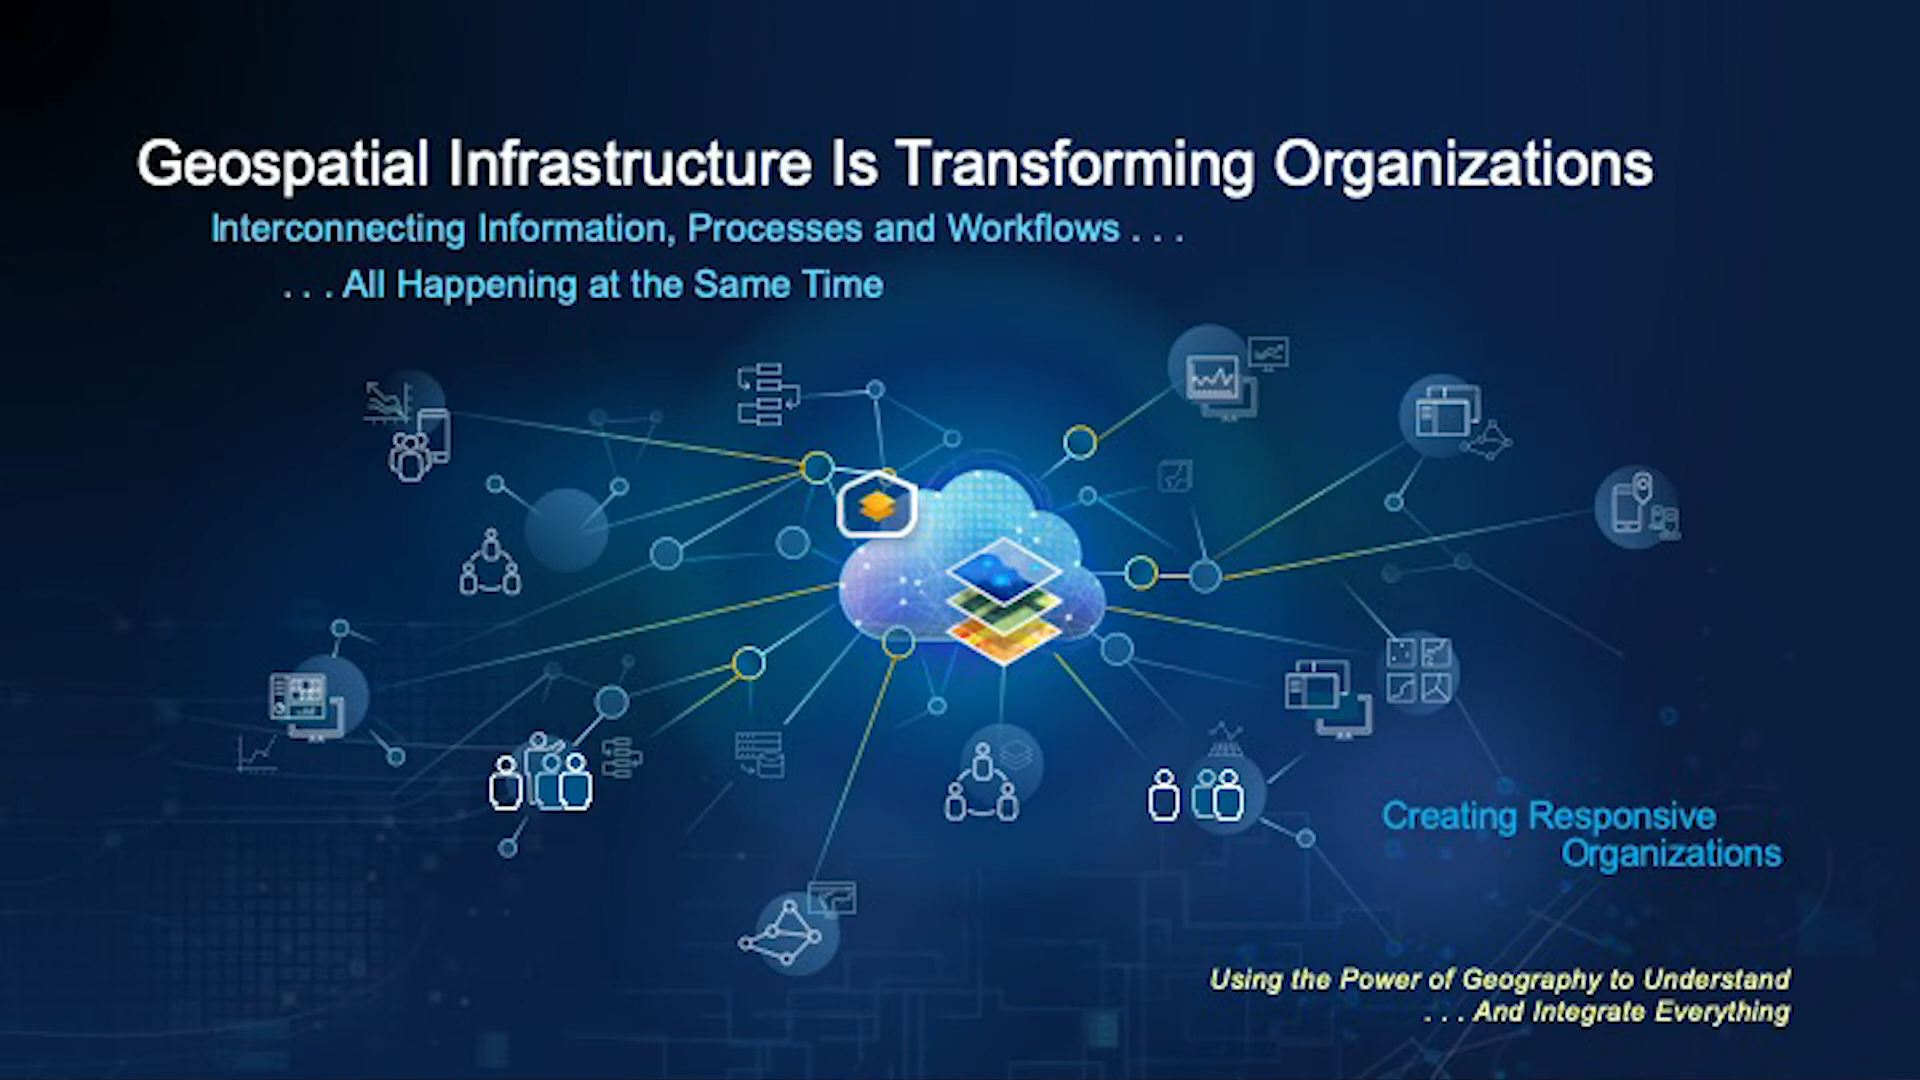 Geospatial Infrastructure Is Transforming Organizations
Interconnecting Information, Processes and Workflows . . .
. . . All Happening at the Same Time
Creating Responsive
Organizations
Using the Power of Geography to Understand
. . . And Integrate Everything